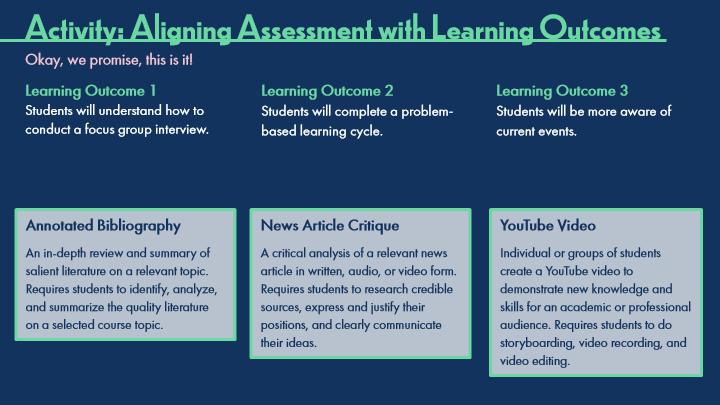 Activity: Aligning Assessment with Learning Outcomes
Okay, we promise, this is it!
Learning Outcome 1
Students will understand how to
conduct a focus group interview.
Learning Outcome 2
Students will complete a problem-
based learning cycle.
Learning Outcome 3
Students will be more aware of
current events.
Annotated Bibliography
An in-depth review and summary of
salient literature on a relevant topic.
Requires students to identify, analyze,
and summarize the quality literature
on a selected course topic.
News Article Critique
A critical analysis of a relevant news
article in written, audio, or video form.
Requires students to research credible
sources, express and justify their
positions, and clearly communicate
their ideas.
YouTube Video
Individual or groups of students
create a YouTube video to
demonstrate new knowledge and
skills for an academic or professional
audience. Requires students to do
storyboarding, video recording, and
video editing.